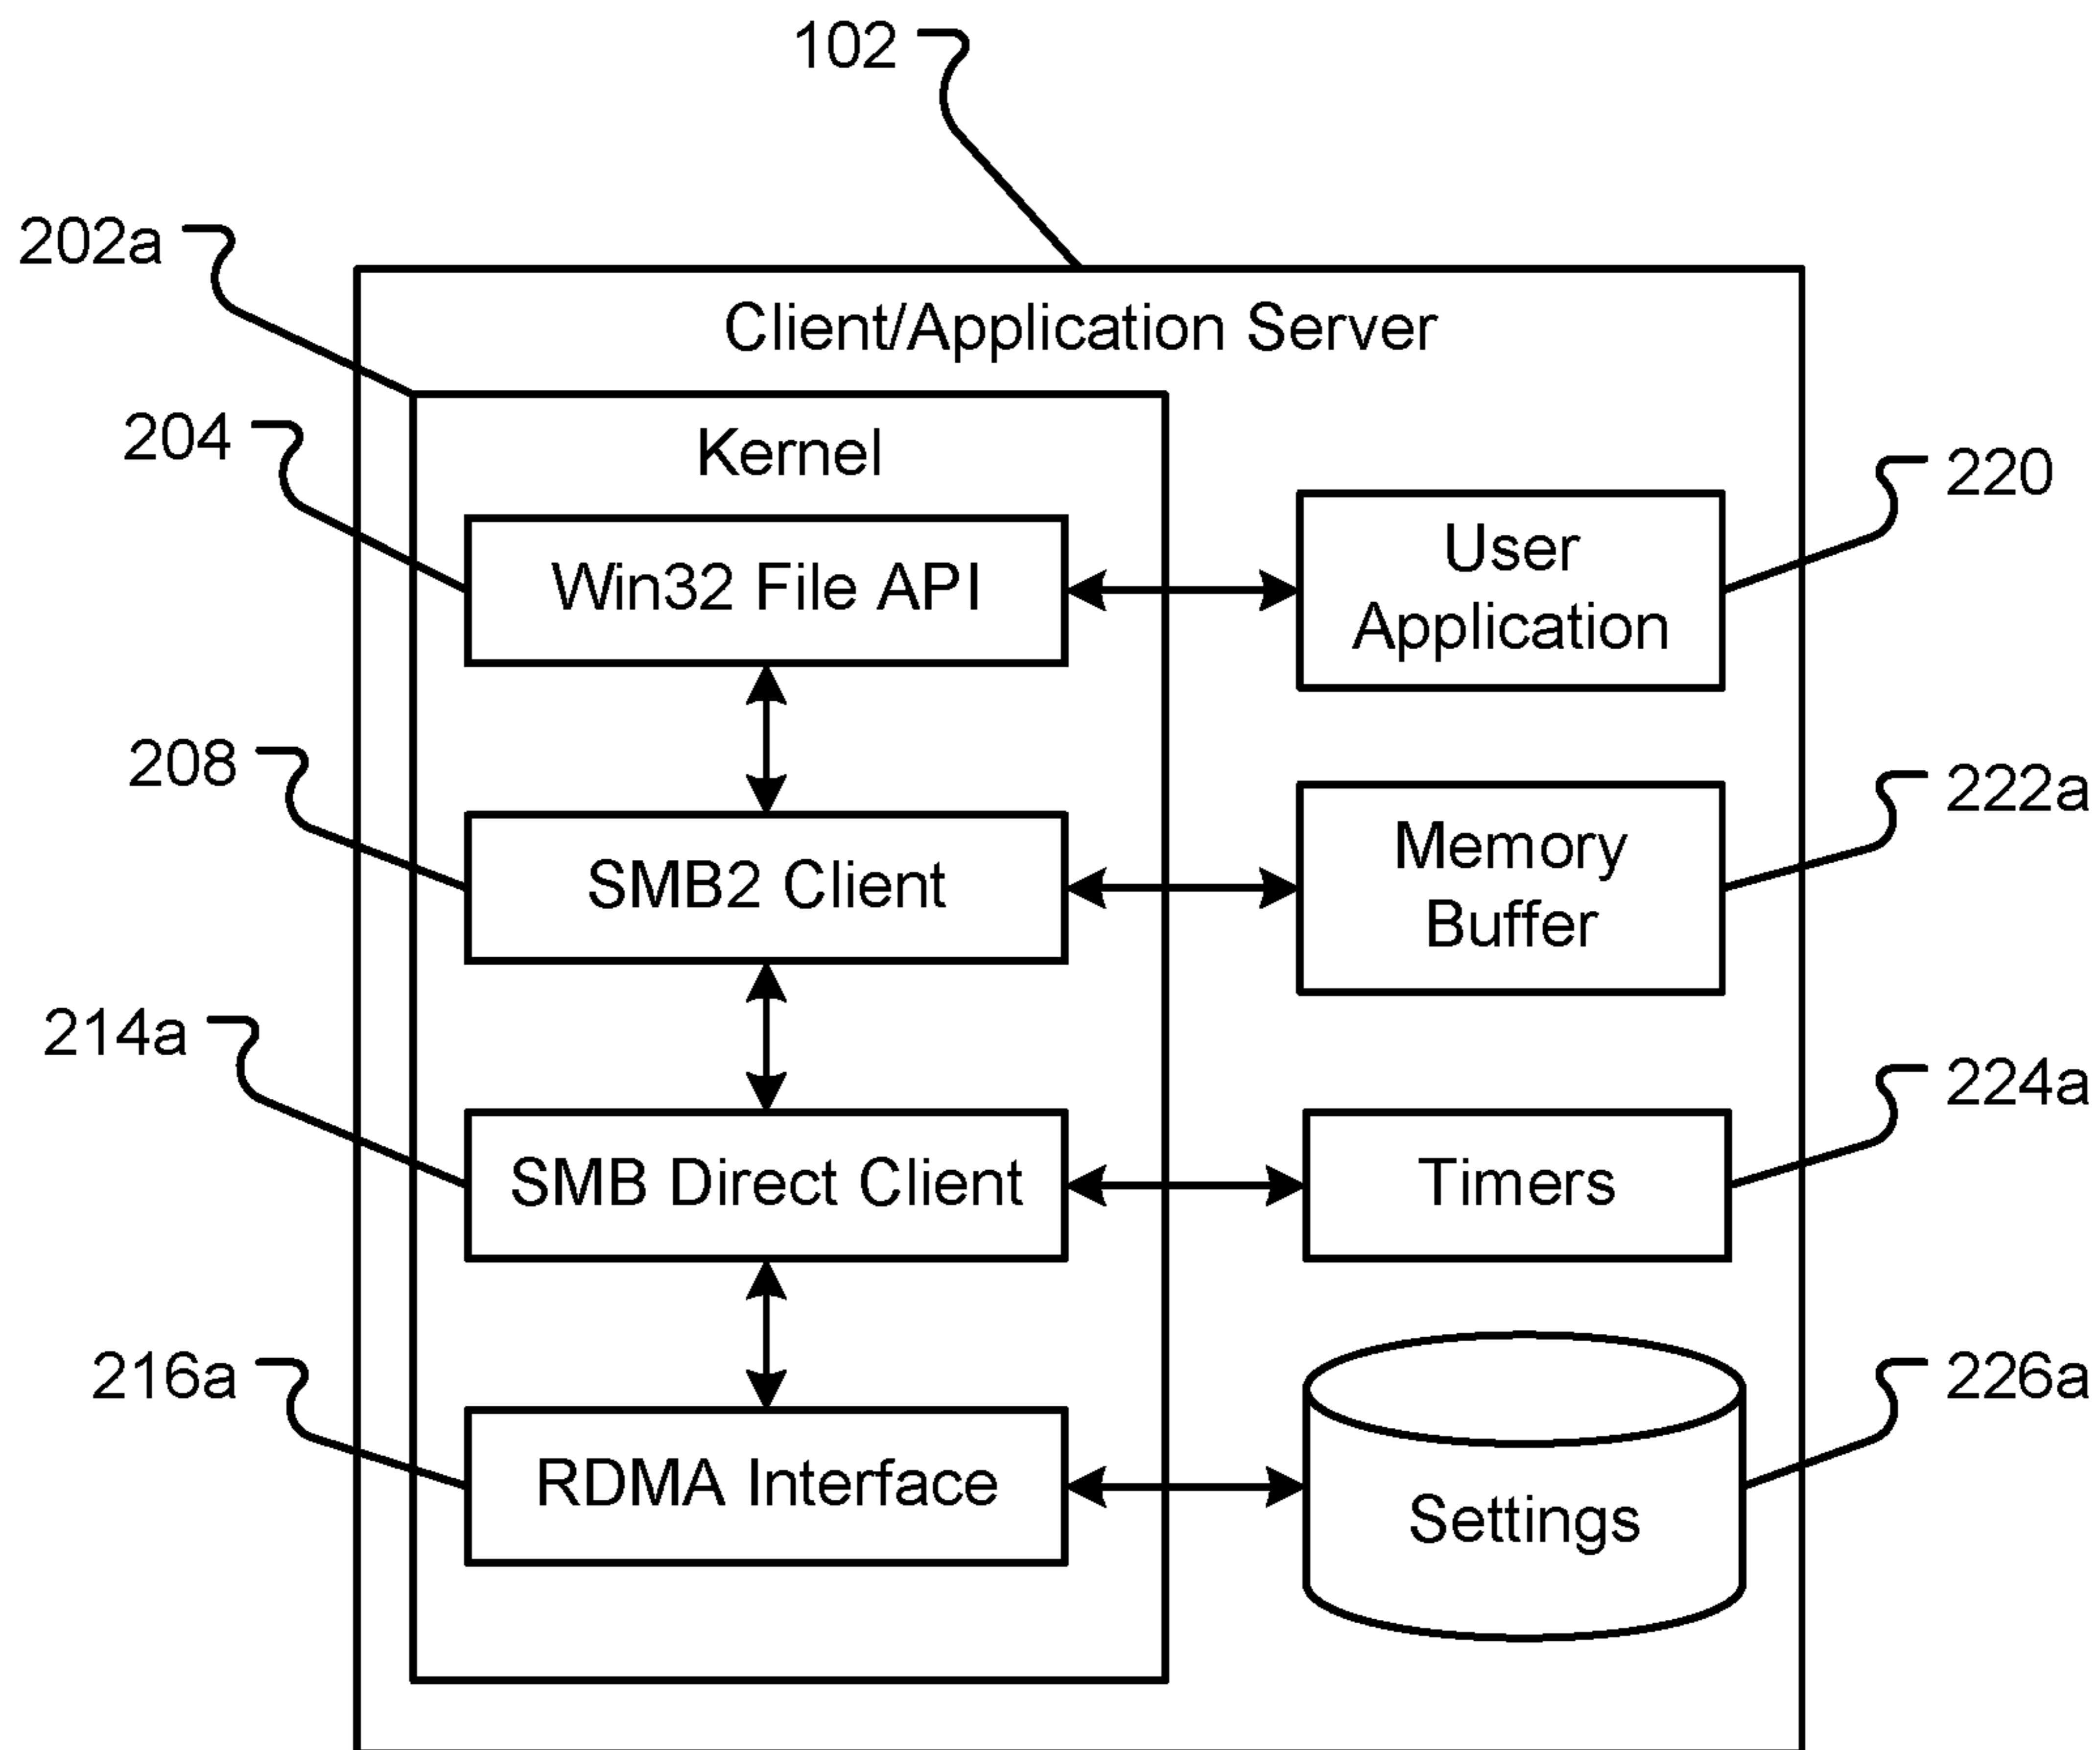 102
202a
Client/Application Server
204
Kernel
220
Win32 File API
User
Application
208
222a
SMB2 Client
Memory
Buffer
214a
224a
SMB Direct Client
Timers
216a
226a
RDMA Interface
Settings